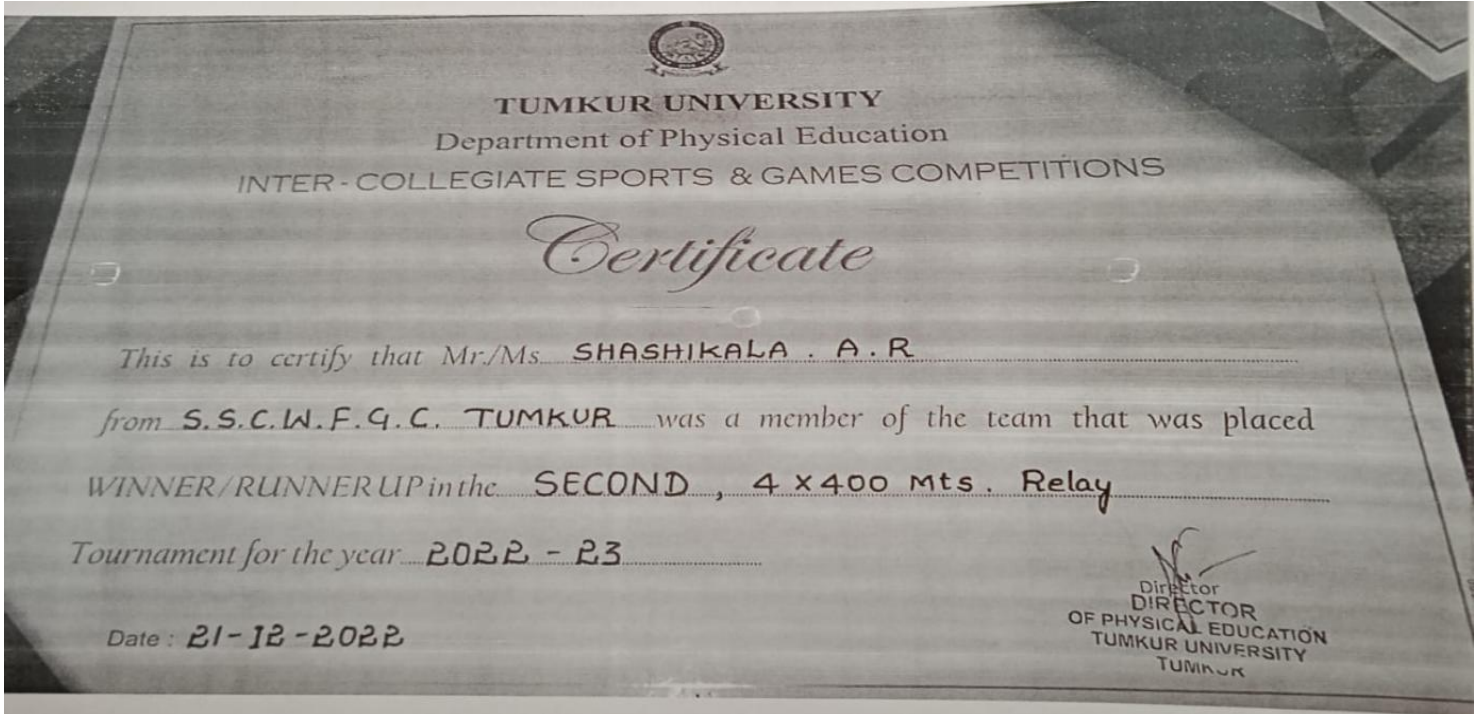 TUMKUR UNIVERSITY
Department of Physical Education
INTER - COLLEGIATE SPORTS & GAMES COMPETITIONS
Certificate
This is to certify that Mr./Ms. SHASHIKALA . A . R
from S.S.C.W.F.G.C. TUMKUR was a member of the team that was placed
WINNER/RUNNER UP in the SECOND , 4 x 400 Mts . Relay
Tournament for the year 2022 - 23
Date : 21-12-2022
Director
DIRECTOR
OF PHYSICAL EDUCATION
TUMKUR UNIVERSITY
TUMKUR